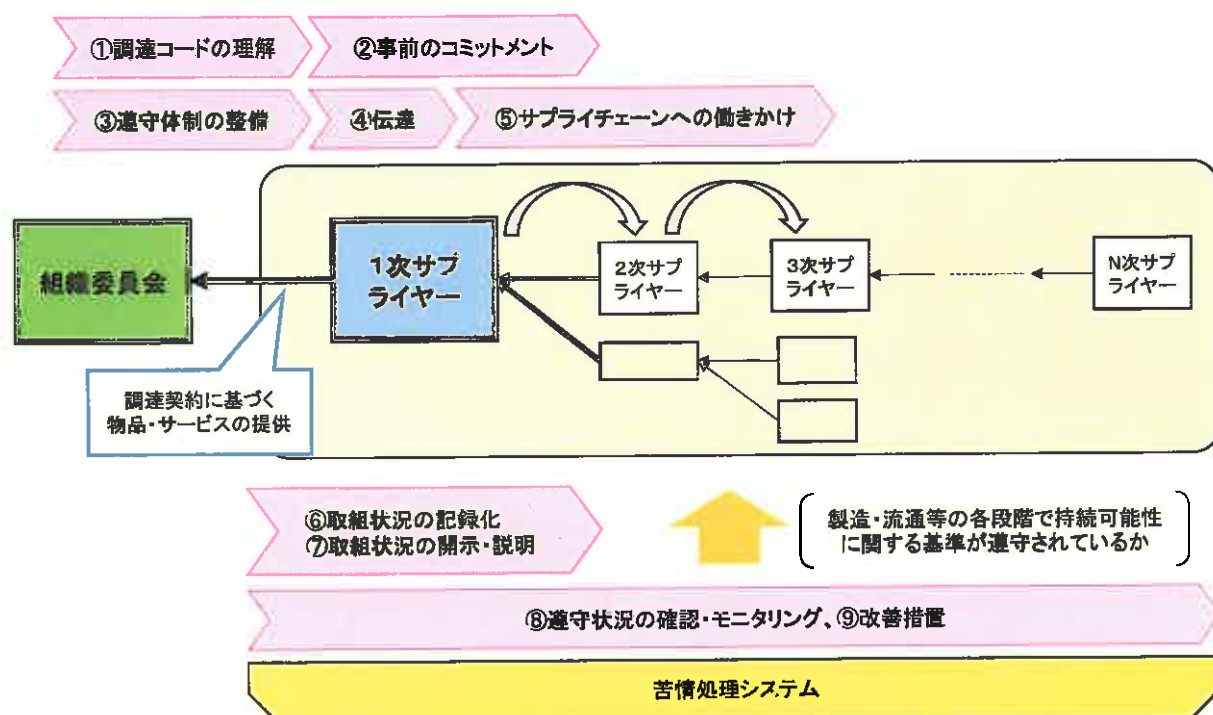 ①調達コードの理解
②事前のコミットメント
③遵守体制の整備
④伝達
⑤サプライチェーンへの働きかけ
組織委員会
1次サプ
ライヤー
2次サプ
ライヤー
3次サプ
ライヤー
N次サプ
ライヤー
調達契約に基づく
物品・サービスの提供
⑥取組状況の記録化
⑦取組状況の開示・説明
製造・流通等の各段階で持続可能性
に関する基準が遵守されているか
⑧遵守状況の確認・モニタリング、⑨改善措置
苦情処理システム